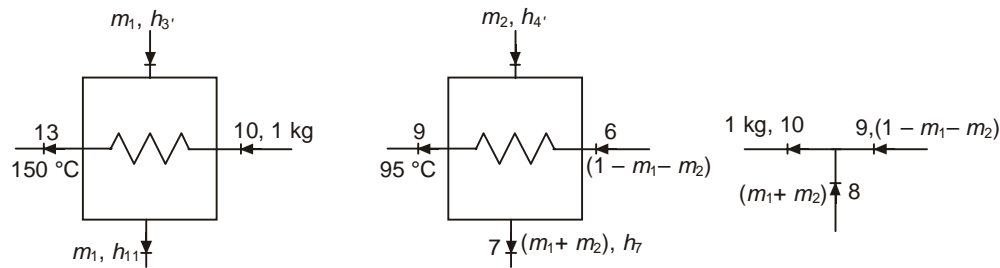 m₁, h₃′
13
150 °C
10, 1 kg
m₁, h₁₁
m₂, h₄′
9
95 °C
6
(1 – m₁– m₂)
7
(m₁+ m₂), h₇
1 kg, 10
9,(1 – m₁– m₂)
(m₁+ m₂)
8